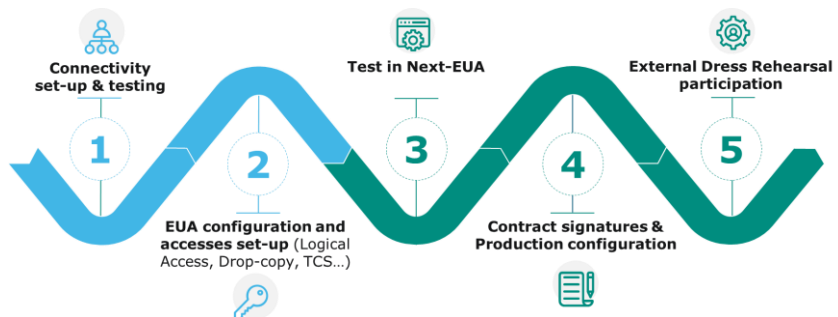 Connectivity
set-up & testing
1
EUA configuration and
accesses set-up (Logical
Access, Drop-copy, TCS…)
2
Test in Next-EUA
3
Contract signatures &
Production configuration
4
External Dress Rehearsal
participation
5